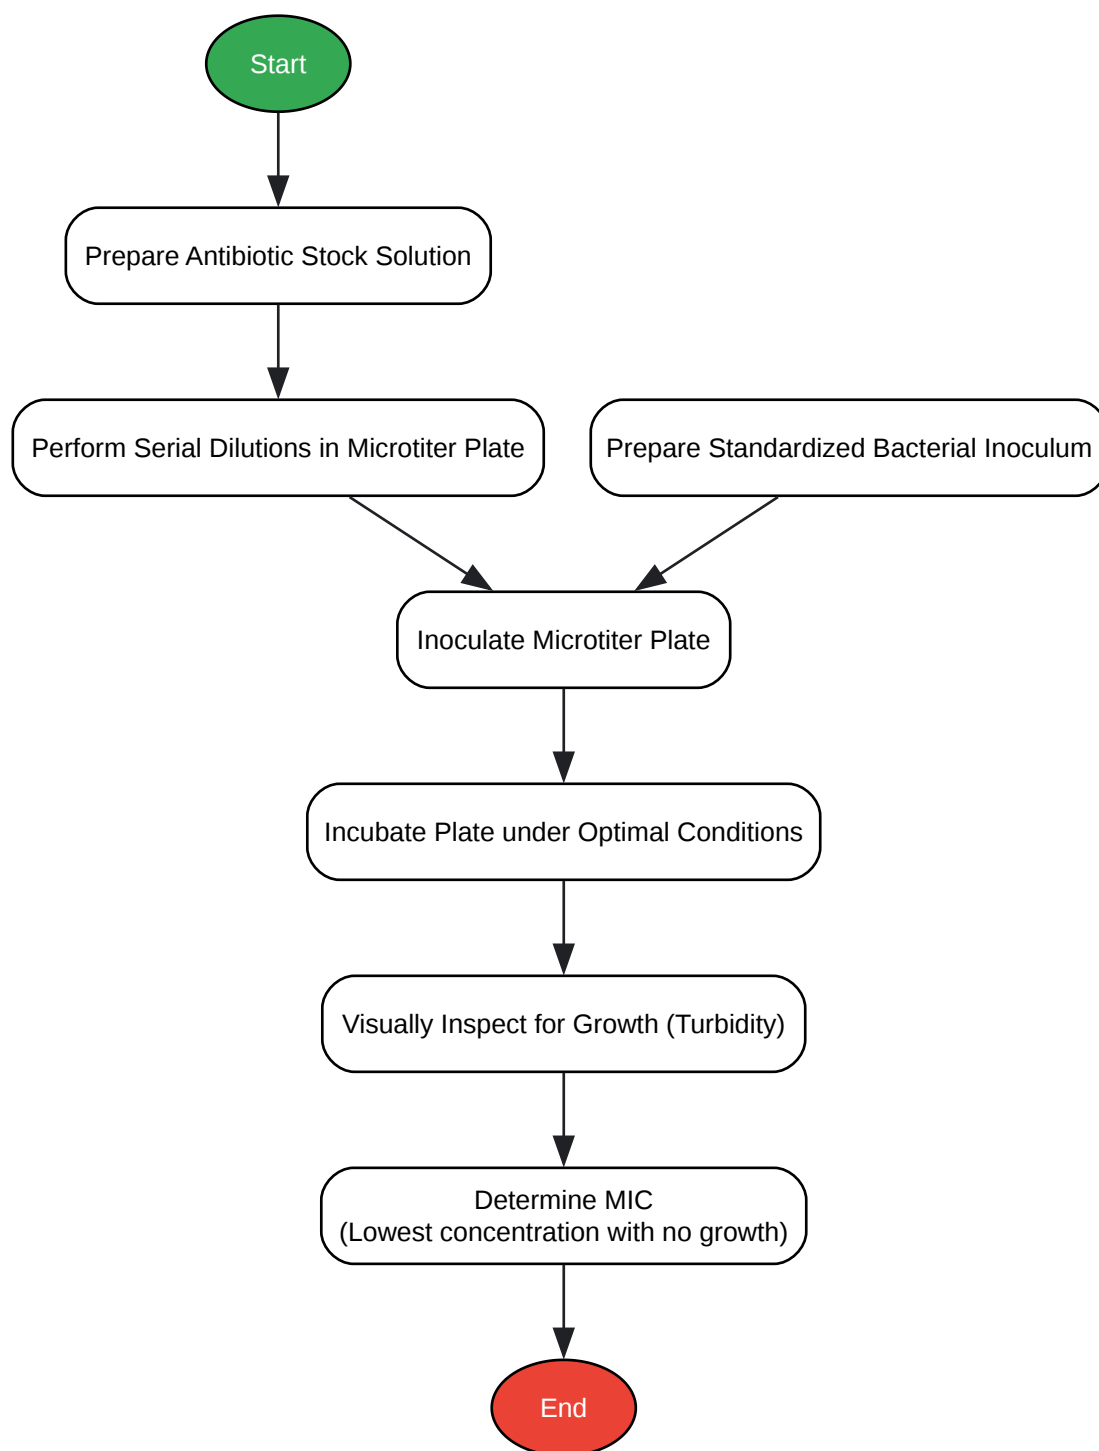 Start
Prepare Antibiotic Stock Solution
Perform Serial Dilutions in Microtiter Plate
Prepare Standardized Bacterial Inoculum
Inoculate Microtiter Plate
Incubate Plate under Optimal Conditions
Visually Inspect for Growth (Turbidity)
Determine MIC
(Lowest concentration with no growth)
End